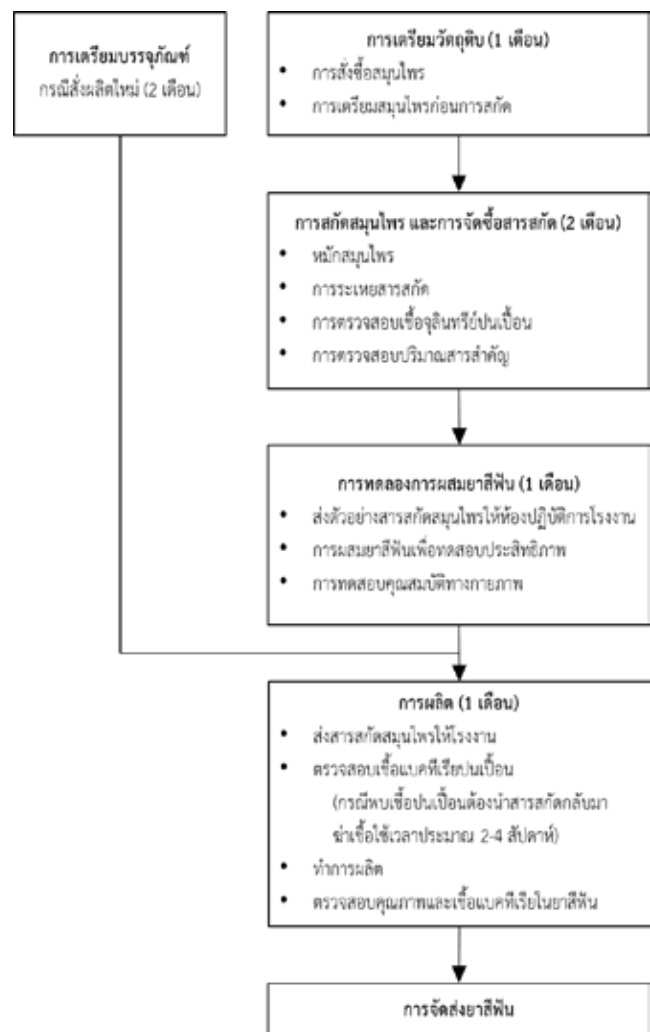 การเตรียมบรรจุภัณฑ์
กรณีสั่งผลิตใหม่ (2 เดือน)
การเตรียมวัตถุดิบ (1 เดือน)
• การสั่งซื้อสมุนไพร
• การเตรียมสมุนไพรก่อนการสกัด
การสกัดสมุนไพร และการจัดซื้อสารสกัด (2 เดือน)
• หมักสมุนไพร
• การระเหยสารสกัด
• การตรวจสอบเชื้อจุลินทรีย์ปนเปื้อน
• การตรวจสอบปริมาณสารสำคัญ
การทดลองการผสมยาสีฟัน (1 เดือน)
• ส่งตัวอย่างสารสกัดสมุนไพรให้ห้องปฏิบัติการโรงงาน
• การผสมยาสีฟันเพื่อทดสอบประสิทธิภาพ
• การทดสอบคุณสมบัติทางกายภาพ
การผลิต (1 เดือน)
• ส่งสารสกัดสมุนไพรให้โรงงาน
• ตรวจสอบเชื้อแบคทีเรียปนเปื้อน
(กรณีพบเชื้อปนเปื้อนต้องนำสารสกัดกลับมา
ฆ่าเชื้อใช้เวลาประมาณ 2-4 สัปดาห์)
• ทำการผลิต
• ตรวจสอบคุณภาพและเชื้อแบคทีเรียในยาสีฟัน
การจัดส่งยาสีฟัน